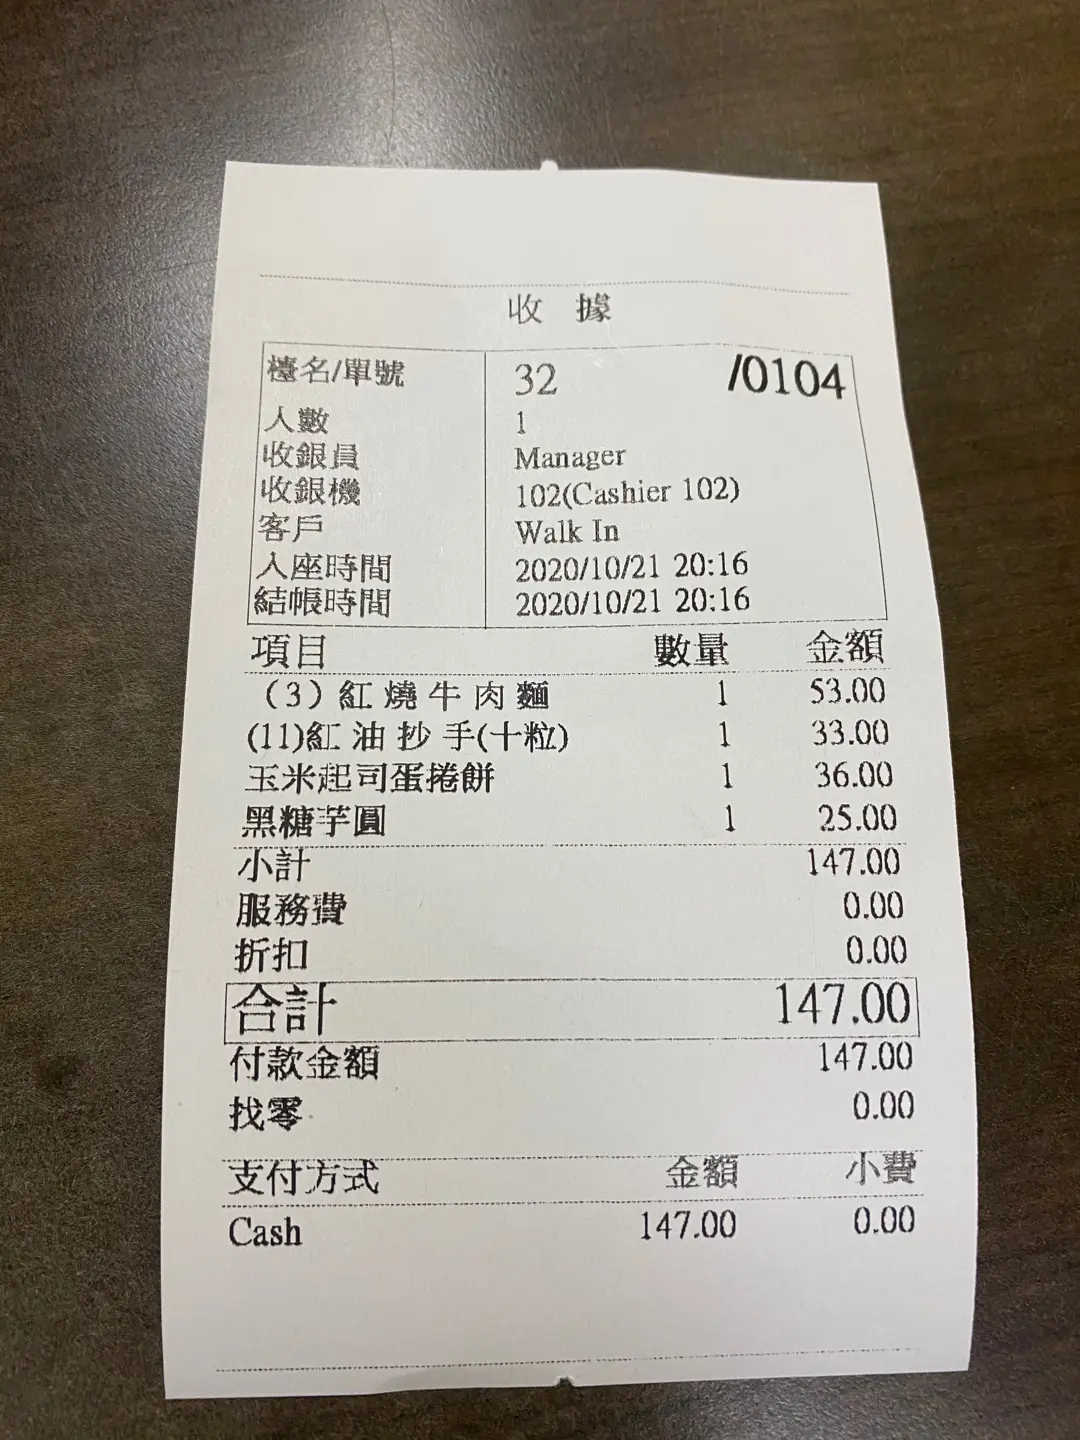 收 據
檯名/單號 32 /0104
人數 1
收銀員 Manager
收銀機 102(Cashier 102)
客戶 Walk In
入座時間 2020/10/21 20:16
結帳時間 2020/10/21 20:16
項目 數量 金額
（3）紅 燒 牛 肉 麵 1 53.00
(11)紅 油 抄 手(十粒) 1 33.00
玉米起司蛋捲餅 1 36.00
黑糖芋圓 1 25.00
小計 147.00
服務費 0.00
折扣 0.00
合計 147.00
付款金額 147.00
找零 0.00
支付方式 金額 小費
Cash 147.00 0.00